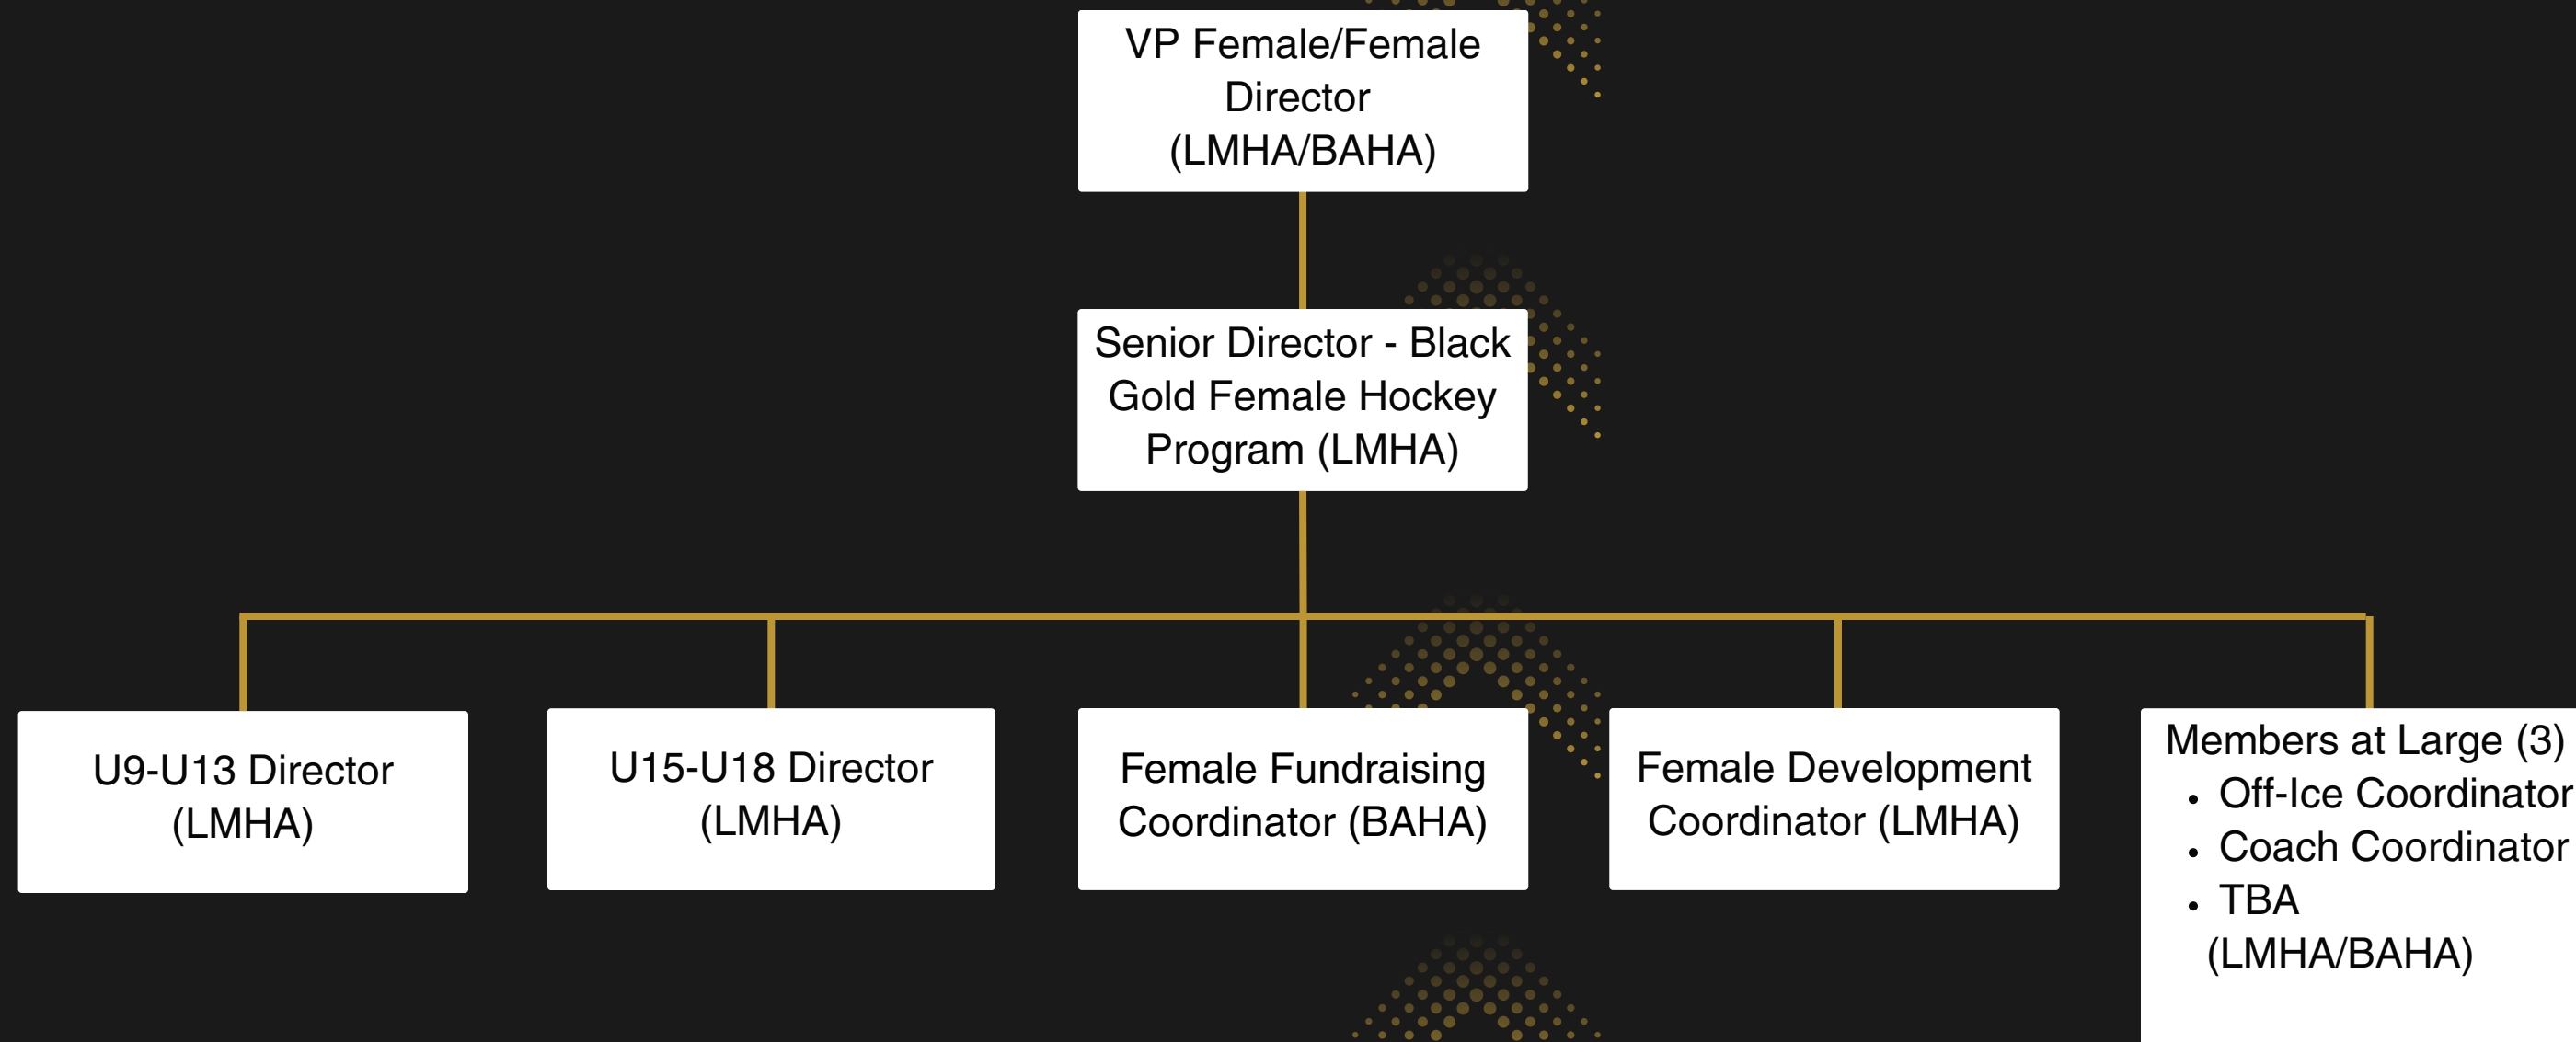 VP Female/Female
Director
(LMHA/BAHA)
Senior Director - Black
Gold Female Hockey
Program (LMHA)
U9-U13 Director
(LMHA)
U15-U18 Director
(LMHA)
Female Fundraising
Coordinator (BAHA)
Female Development
Coordinator (LMHA)
Members at Large (3)
• Off-Ice Coordinator
• Coach Coordinator
• TBA
(LMHA/BAHA)